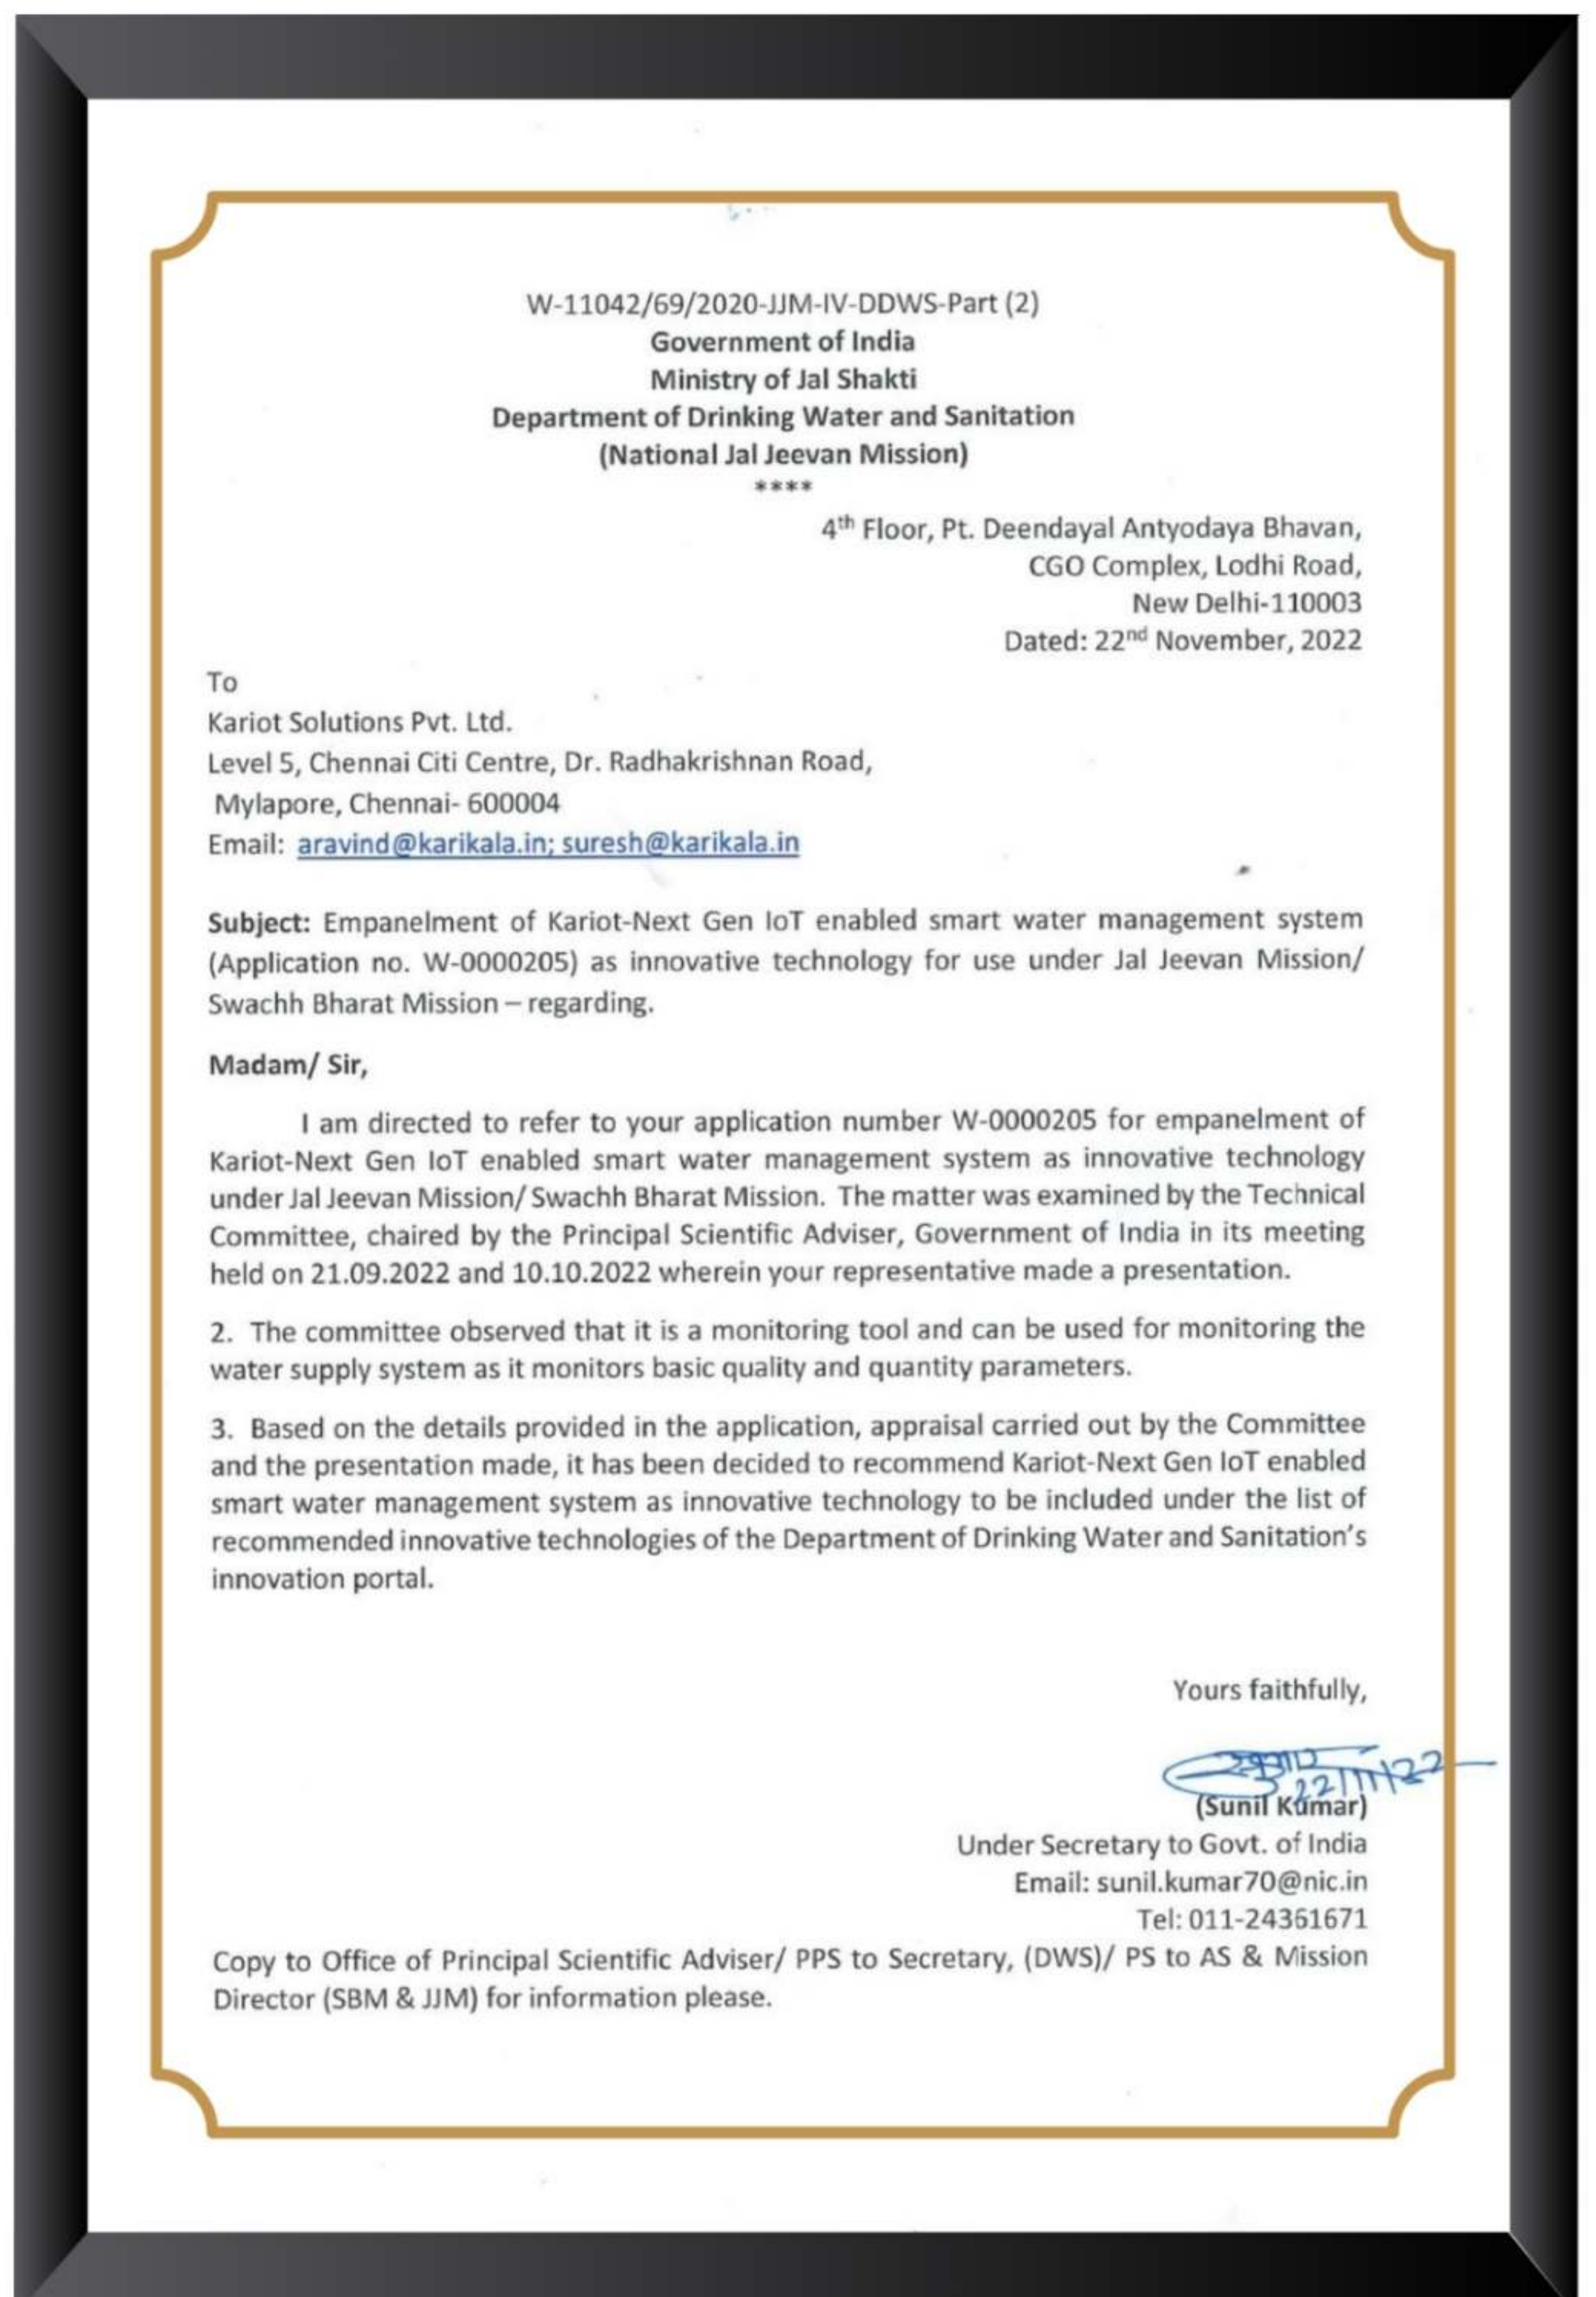 W-11042/69/2020-JJM-IV-DDWS-Part (2)
Government of India
Ministry of Jal Shakti
Department of Drinking Water and Sanitation
(National Jal Jeevan Mission)
****
4th Floor, Pt. Deendayal Antyodaya Bhavan,
CGO Complex, Lodhi Road,
New Delhi-110003
Dated: 22nd November, 2022
To
Kariot Solutions Pvt. Ltd.
Level 5, Chennai Citi Centre, Dr. Radhakrishnan Road,
Mylapore, Chennai- 600004
Email: aravind@karikala.in; suresh@karikala.in
Subject: Empanelment of Kariot-Next Gen IoT enabled smart water management system
(Application no. W-0000205) as innovative technology for use under Jal Jeevan Mission/
Swachh Bharat Mission – regarding.
Madam/ Sir,
I am directed to refer to your application number W-0000205 for empanelment of
Kariot-Next Gen IoT enabled smart water management system as innovative technology
under Jal Jeevan Mission/ Swachh Bharat Mission. The matter was examined by the Technical
Committee, chaired by the Principal Scientific Adviser, Government of India in its meeting
held on 21.09.2022 and 10.10.2022 wherein your representative made a presentation.
2. The committee observed that it is a monitoring tool and can be used for monitoring the
water supply system as it monitors basic quality and quantity parameters.
3. Based on the details provided in the application, appraisal carried out by the Committee
and the presentation made, it has been decided to recommend Kariot-Next Gen IoT enabled
smart water management system as innovative technology to be included under the list of
recommended innovative technologies of the Department of Drinking Water and Sanitation's
innovation portal.
Yours faithfully,
22/11/22
(Sunil Kumar)
Under Secretary to Govt. of India
Email: sunil.kumar70@nic.in
Tel: 011-24361671
Copy to Office of Principal Scientific Adviser/ PPS to Secretary, (DWS)/ PS to AS & Mission
Director (SBM & JJM) for information please.